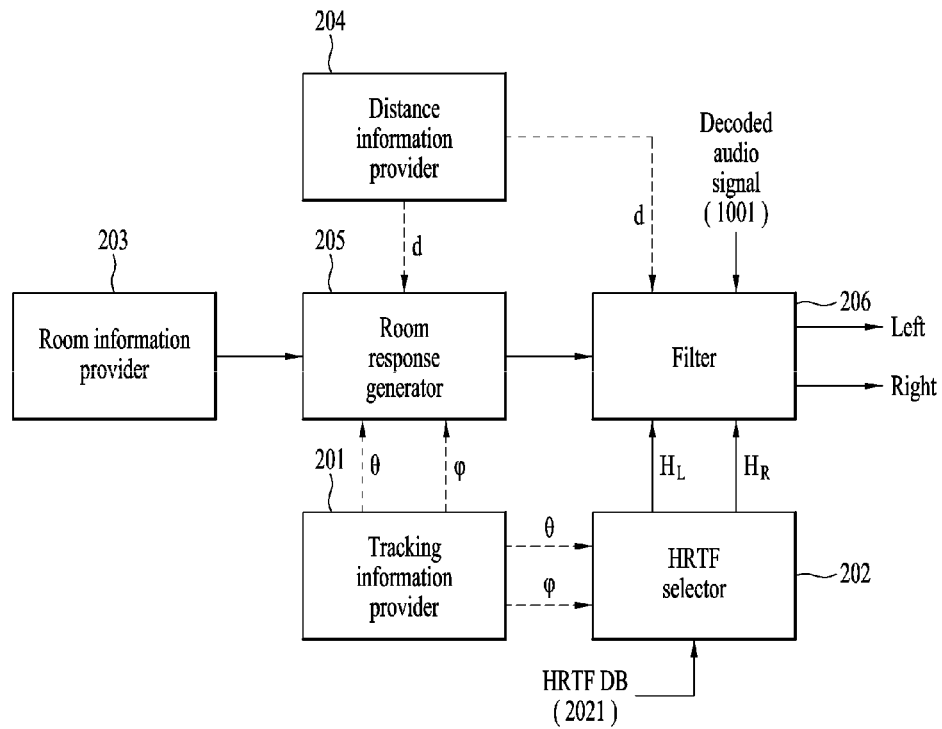 204
Distance
information
provider
Decoded
audio
signal
( 1001 )
d
d
203
205
206
Room information
provider
Room
response
generator
Filter
Left
Right
201
θ
φ
H_L
H_R
Tracking
information
provider
θ
φ
HRTF
selector
202
HRTF DB
( 2021 )